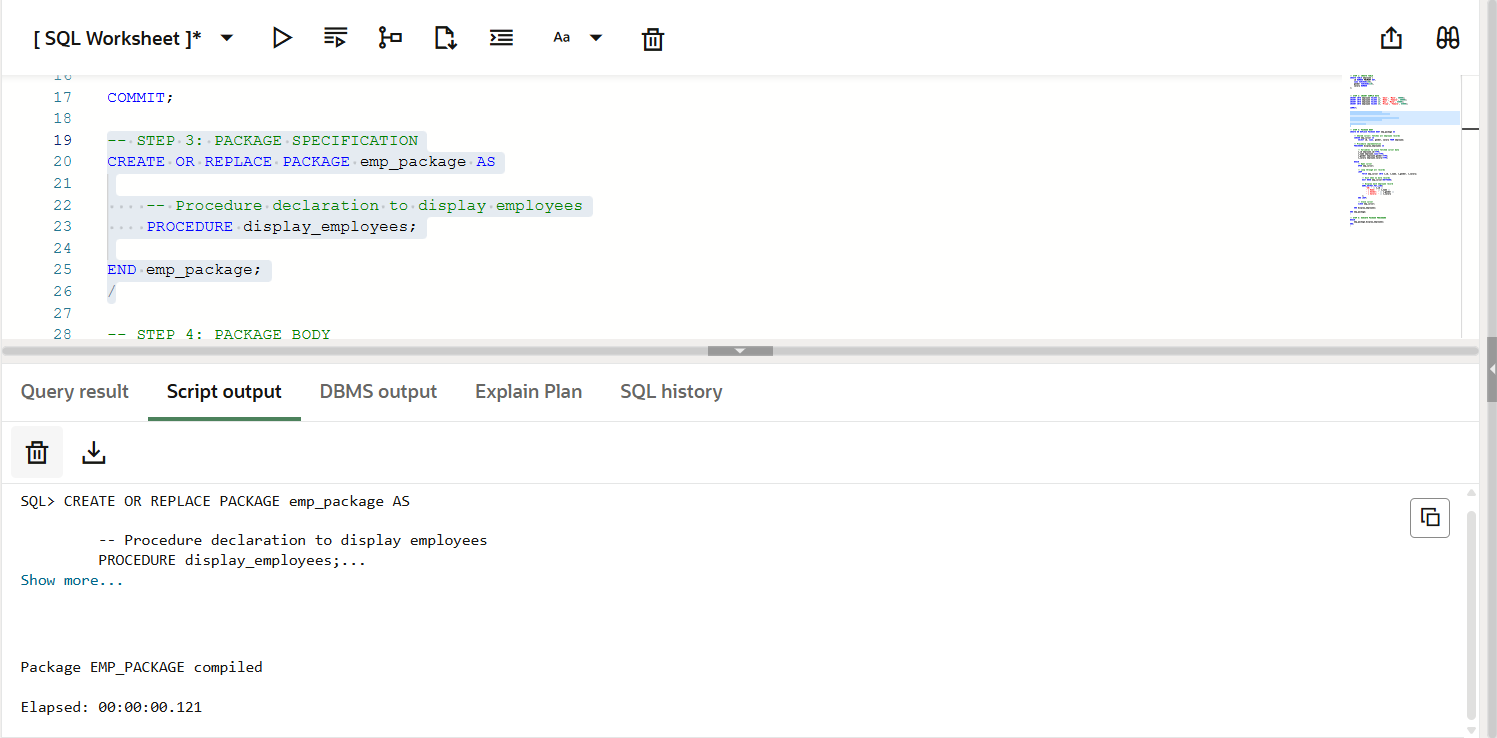 [ SQL Worksheet ]*
Aa
17 COMMIT;
18
19 -- STEP 3: PACKAGE SPECIFICATION
20 CREATE OR REPLACE PACKAGE emp_package AS
21
22 -- Procedure declaration to display employees
23 PROCEDURE display_employees;
24
25 END emp_package;
26 /
27
28 -- STEP 4: PACKAGE BODY
Query result Script output DBMS output Explain Plan SQL history
SQL> CREATE OR REPLACE PACKAGE emp_package AS
-- Procedure declaration to display employees
PROCEDURE display_employees;...
Show more...
Package EMP_PACKAGE compiled
Elapsed: 00:00:00.121